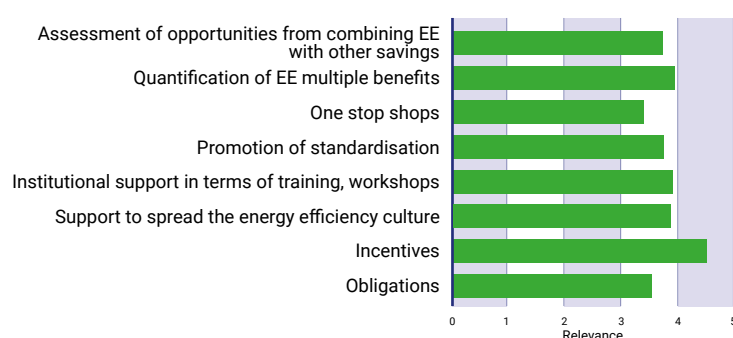 Assessment of opportunities from combining EE
with other savings
Quantification of EE multiple benefits
One stop shops
Promotion of standardisation
Institutional support in terms of training, workshops
Support to spread the energy efficiency culture
Incentives
Obligations
0 1 2 3 4 5
Relevance